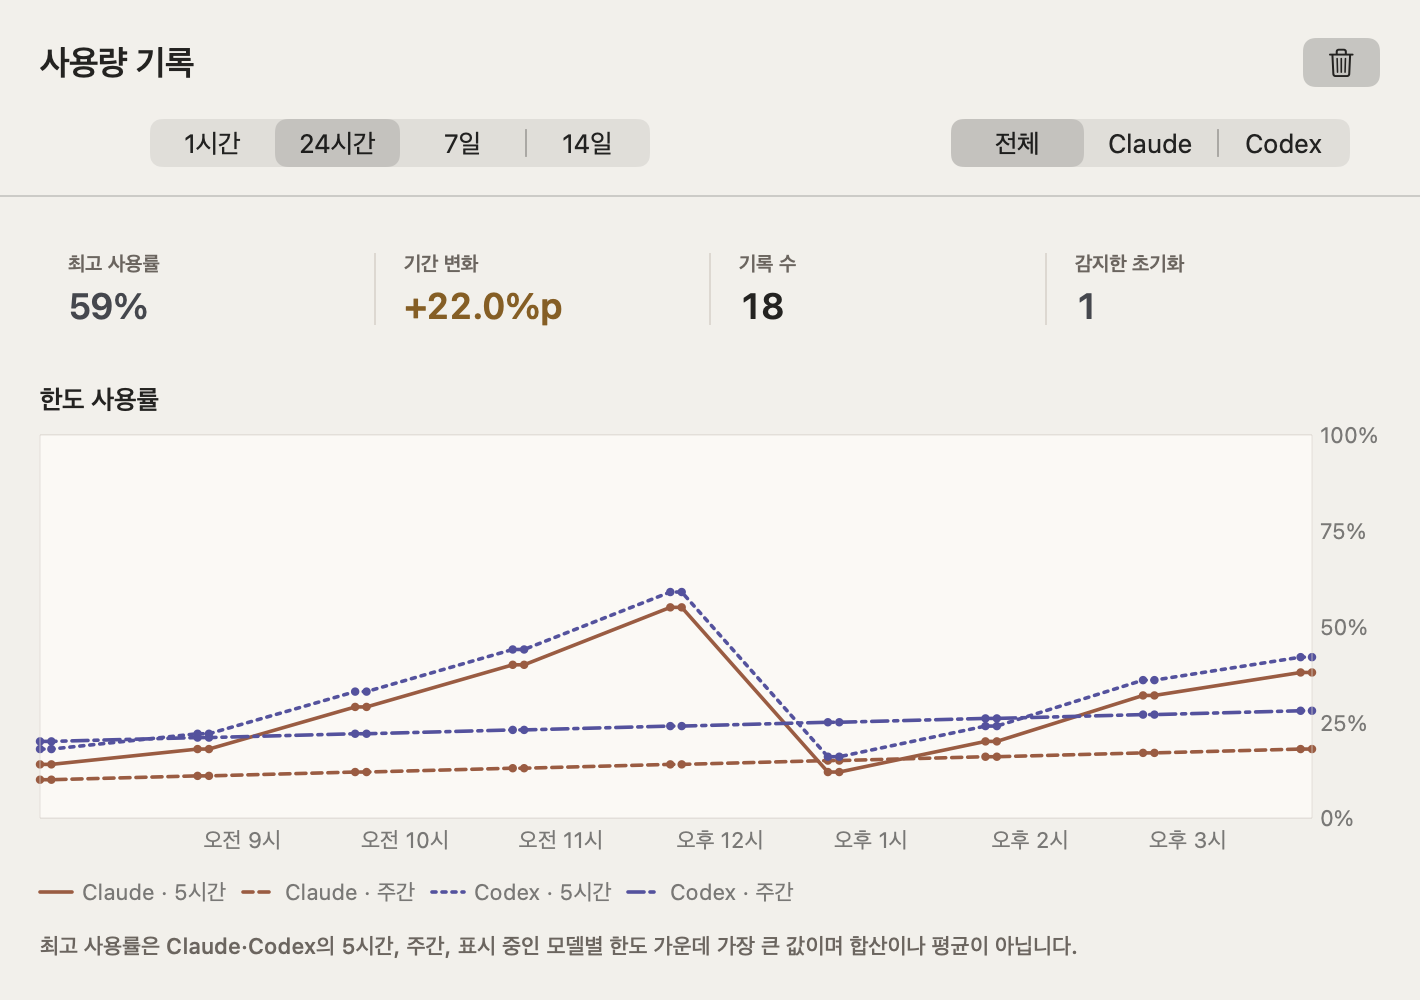 사용량 기록
1시간 24시간 7일 14일 전체 Claude Codex
최고 사용률 기간 변화 기록 수 감지한 초기화
59% +22.0%p 18 1
한도 사용률
100%
75%
50%
25%
0%
오전 9시 오전 10시 오전 11시 오후 12시 오후 1시 오후 2시 오후 3시
Claude · 5시간 Claude · 주간 Codex · 5시간 Codex · 주간
최고 사용률은 Claude·Codex의 5시간, 주간, 표시 중인 모델별 한도 가운데 가장 큰 값이며 합산이나 평균이 아닙니다.